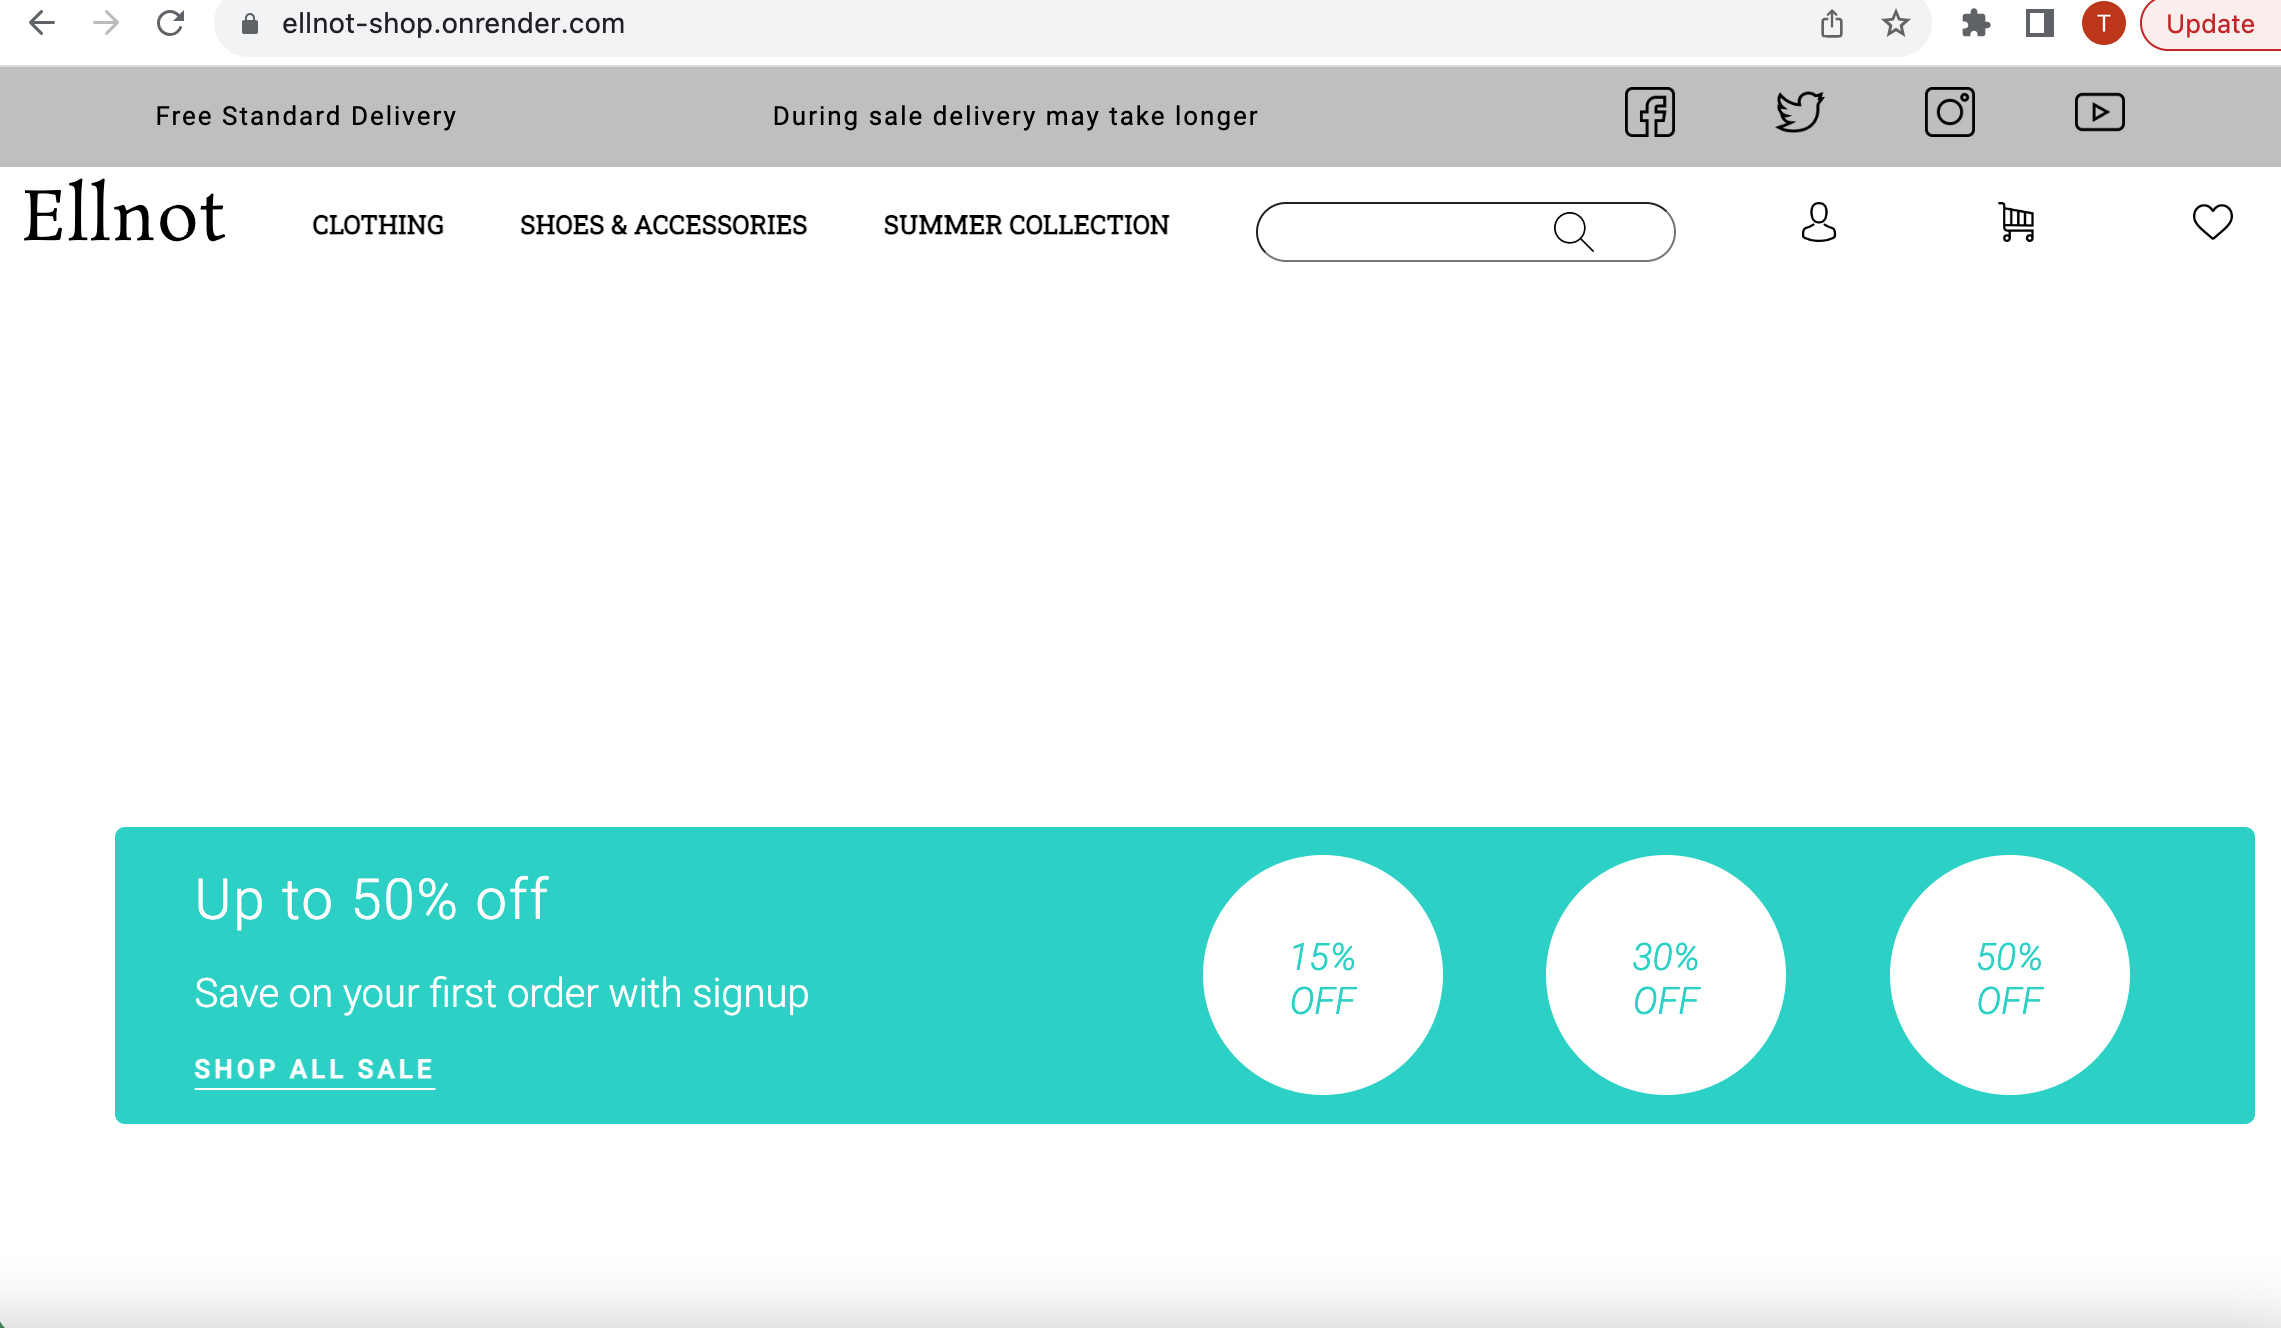 ellnot-shop.onrender.com
T
Update
Free Standard Delivery
During sale delivery may take longer
Ellnot
CLOTHING
SHOES & ACCESSORIES
SUMMER COLLECTION
Up to 50% off
Save on your first order with signup
SHOP ALL SALE
15%
OFF
30%
OFF
50%
OFF